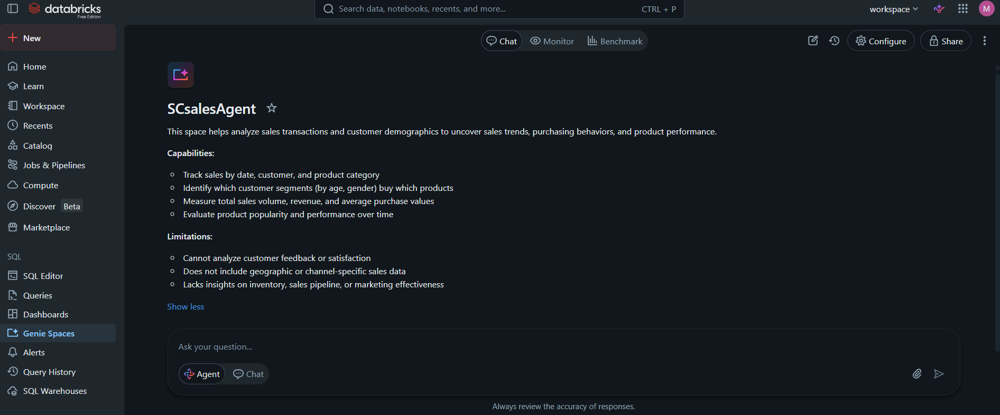 databricks
Free Edition
Search data, notebooks, recents, and more...
CTRL + P
workspace
M
New
Home
Learn
Workspace
Recents
Catalog
Jobs & Pipelines
Compute
Discover Beta
Marketplace
SQL
SQL Editor
Queries
Dashboards
Genie Spaces
Alerts
Query History
SQL Warehouses
Chat
Monitor
Benchmark
Configure
Share
SCsalesAgent
This space helps analyze sales transactions and customer demographics to uncover sales trends, purchasing behaviors, and product performance.
Capabilities:
Track sales by date, customer, and product category
Identify which customer segments (by age, gender) buy which products
Measure total sales volume, revenue, and average purchase values
Evaluate product popularity and performance over time
Limitations:
Cannot analyze customer feedback or satisfaction
Does not include geographic or channel-specific sales data
Lacks insights on inventory, sales pipeline, or marketing effectiveness
Show less
Ask your question...
Agent
Chat
Always review the accuracy of responses.